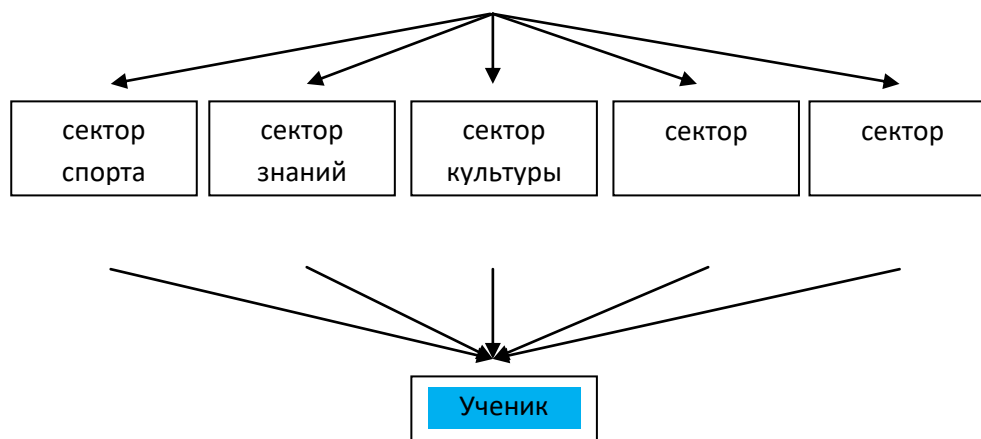 сектор
спорта
сектор
знаний
сектор
культуры
сектор
сектор
Ученик